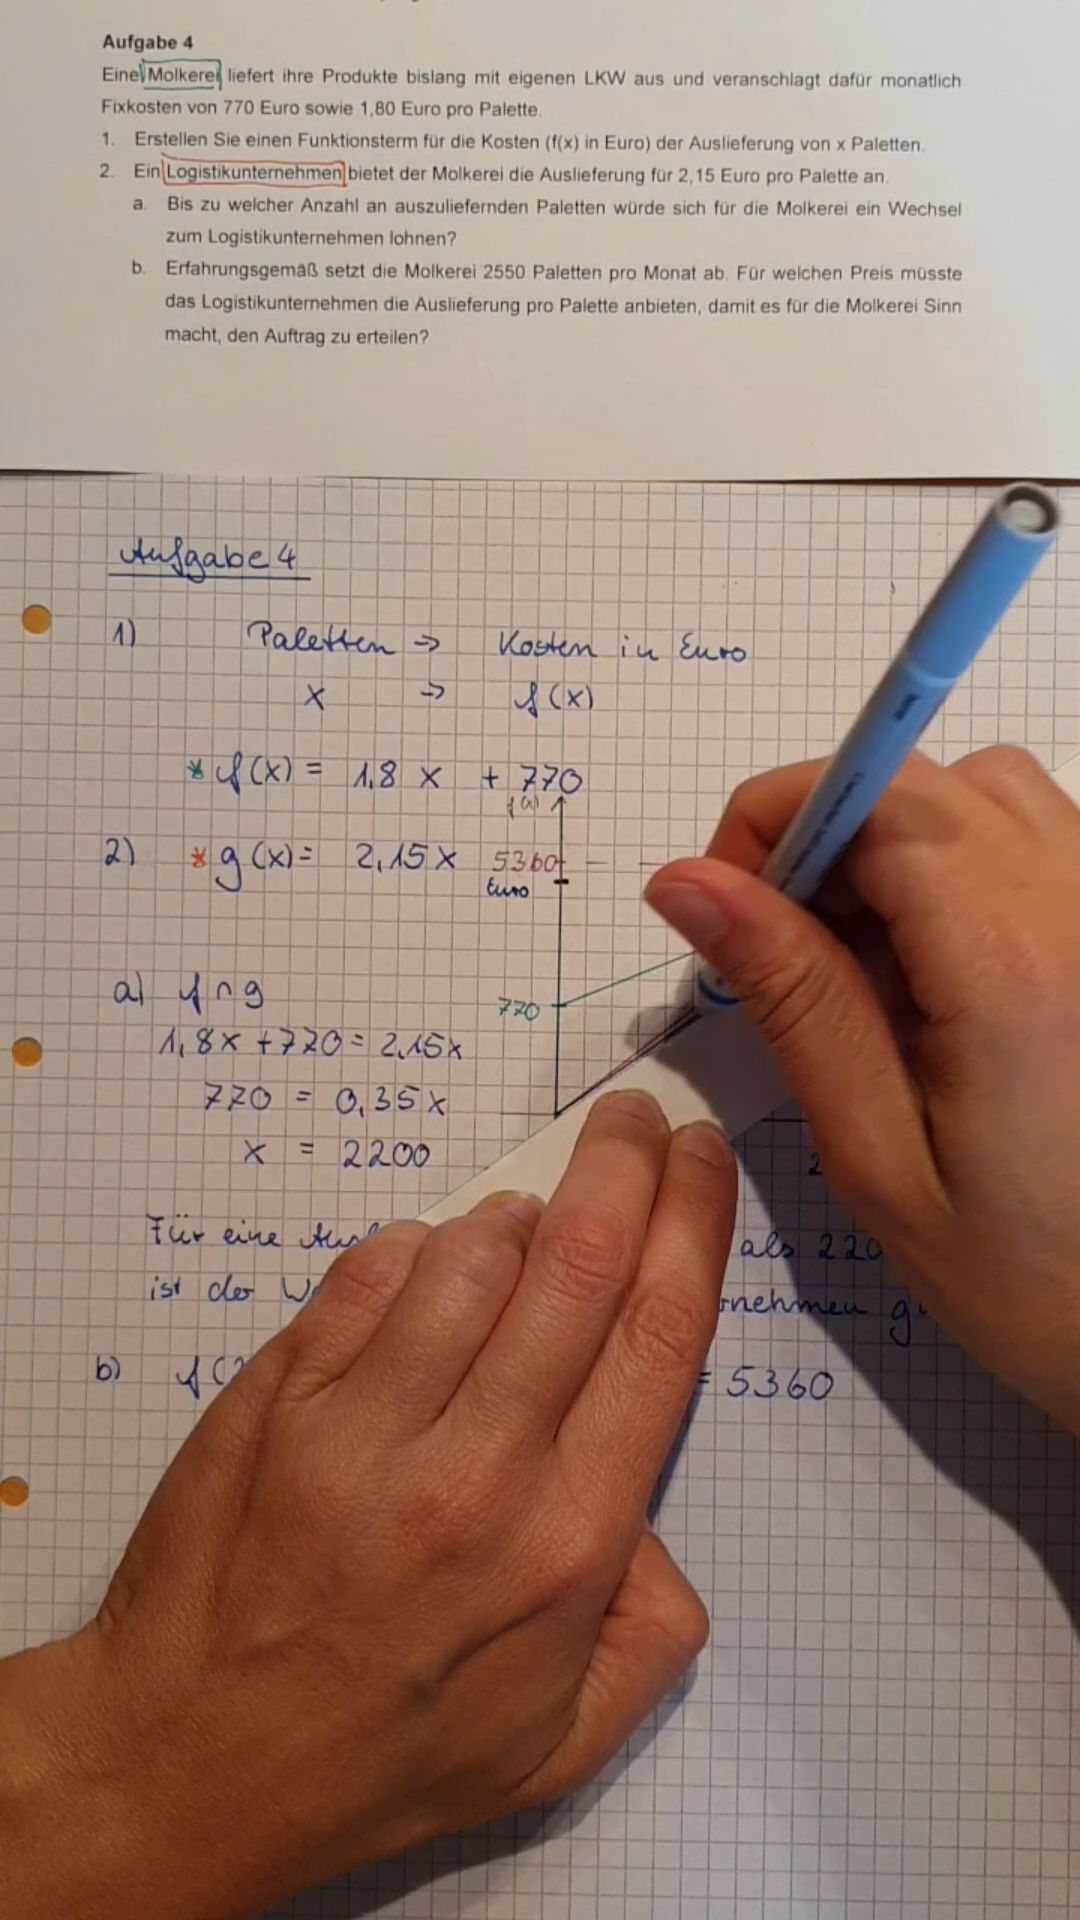 Aufgabe 4
Eine Molkerei liefert ihre Produkte bislang mit eigenen LKW aus und veranschlagt dafür monatlich
Fixkosten von 770 Euro sowie 1,80 Euro pro Palette.
1. Erstellen Sie einen Funktionsterm für die Kosten (f(x) in Euro) der Auslieferung von x Paletten.
2. Ein Logistikunternehmen bietet der Molkerei die Auslieferung für 2,15 Euro pro Palette an.
a. Bis zu welcher Anzahl an auszuliefernden Paletten würde sich für die Molkerei ein Wechsel
zum Logistikunternehmen lohnen?
b. Erfahrungsgemäß setzt die Molkerei 2550 Paletten pro Monat ab. Für welchen Preis müsste
das Logistikunternehmen die Auslieferung pro Palette anbieten, damit es für die Molkerei Sinn
macht, den Auftrag zu erteilen?
Aufgabe 4
1) Paletten → Kosten in Euro
x → f(x)
* f(x) = 1,8 x + 770
f(x)
2) * g(x) = 2,15 x
5360
Euro
770
a) f ∩ g
1,8x + 770 = 2,15x
770 = 0,35x
x = 2200
Für eine als
ist der
b) f(2 = 5360